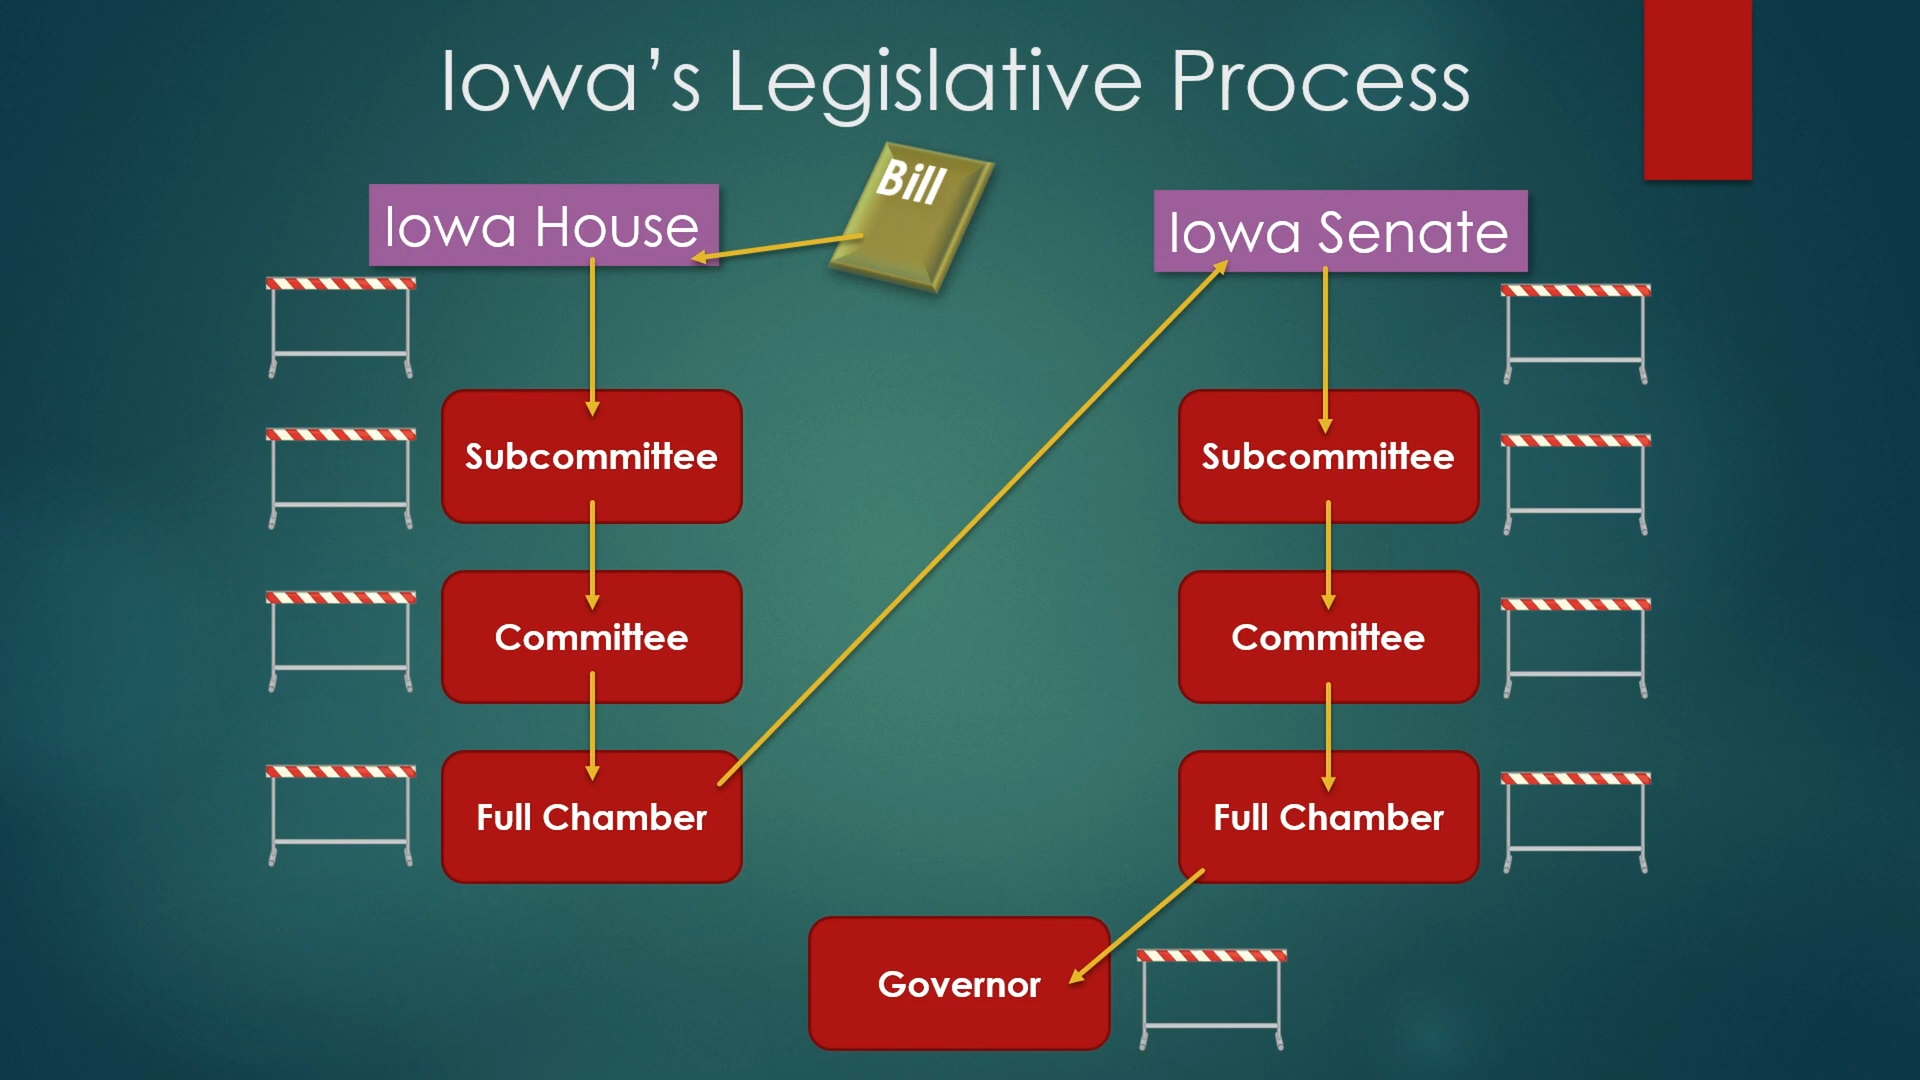 Iowa’s Legislative Process
Bill
Iowa House
Iowa Senate
Subcommittee
Subcommittee
Committee
Committee
Full Chamber
Full Chamber
Governor